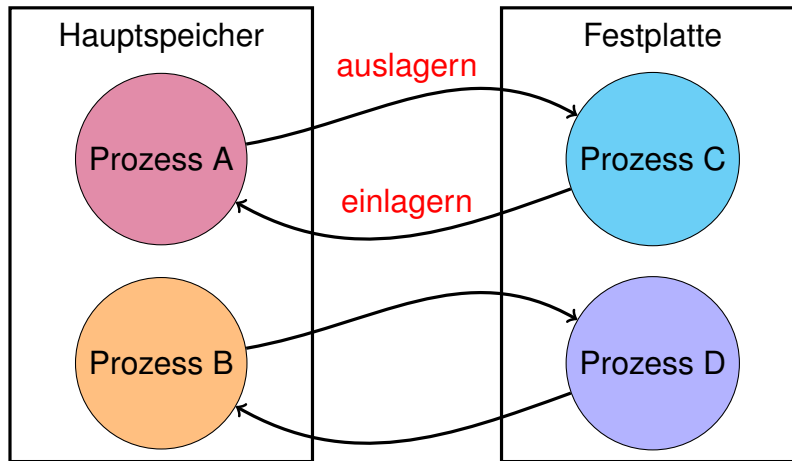 Hauptspeicher
Festplatte
auslagern
Prozess A
Prozess C
einlagern
Prozess B
Prozess D